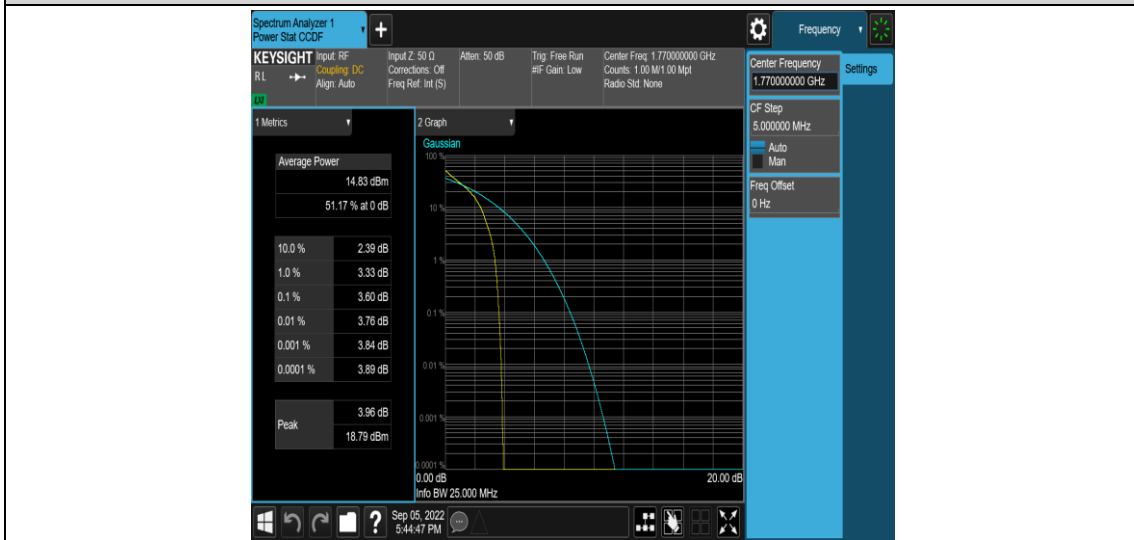 Spectrum Analyzer 1
Power Stat CCDF
+
Frequency
KEYSIGHT
RL
LXI
Input: RF
Coupling: DC
Align: Auto
Input Z: 50 Ω
Corrections: Off
Freq Ref: Int (S)
Atten: 50 dB
Trig: Free Run
#IF Gain: Low
Center Freq: 1.770000000 GHz
Counts: 1.00 M/1.00 Mpt
Radio Std: None
Center Frequency
1.770000000 GHz
Settings
CF Step
5.000000 MHz
Auto
Man
Freq Offset
0 Hz
1 Metrics
Average Power
14.83 dBm
51.17 % at 0 dB
10.0 % 2.39 dB
1.0 % 3.33 dB
0.1 % 3.60 dB
0.01 % 3.76 dB
0.001 % 3.84 dB
0.0001 % 3.89 dB
Peak
3.96 dB
18.79 dBm
2 Graph
Gaussian
100 %
10 %
1 %
0.1 %
0.01 %
0.001 %
0.0001 %
0.00 dB 20.00 dB
Info BW 25.000 MHz
?
Sep 05, 2022
5:44:47 PM